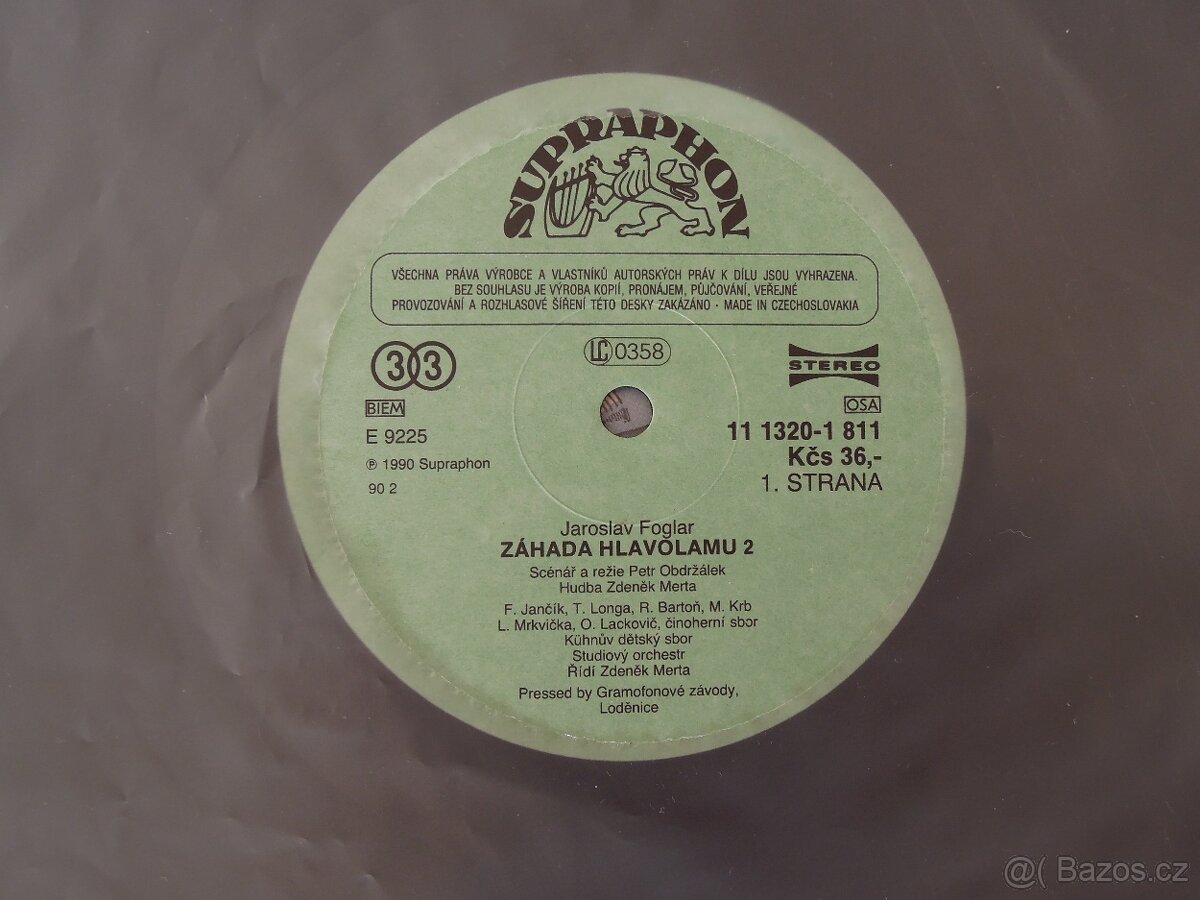 SUPRAPHON
VŠECHNA PRÁVA VÝROBCE A VLASTNÍKŮ AUTORSKÝCH PRÁV K DÍLU JSOU VYHRAZENA.
BEZ SOUHLASU JE VÝROBA KOPIÍ, PRONÁJEM, PŮJČOVÁNÍ, VEŘEJNÉ
PROVOZOVÁNÍ A ROZHLASOVÉ ŠÍŘENÍ TÉTO DESKY ZAKÁZÁNO · MADE IN CZECHOSLOVAKIA
33
LC 0358
STEREO
BIEM
OSA
E 9225
11 1320-1 811
Kčs 36,-
℗ 1990 Supraphon
1. STRANA
90 2
Jaroslav Foglar
ZÁHADA HLAVOLAMU 2
Scénář a režie Petr Obdržálek
Hudba Zdeněk Merta
F. Jančík, T. Longa, R. Bartoň, M. Krb
L. Mrkvička, O. Lackovič, činoherní sbor
Kühnův dětský sbor
Studiový orchestr
Řídí Zdeněk Merta
Pressed by Gramofonové závody,
Loděnice
@( Bazos.cz